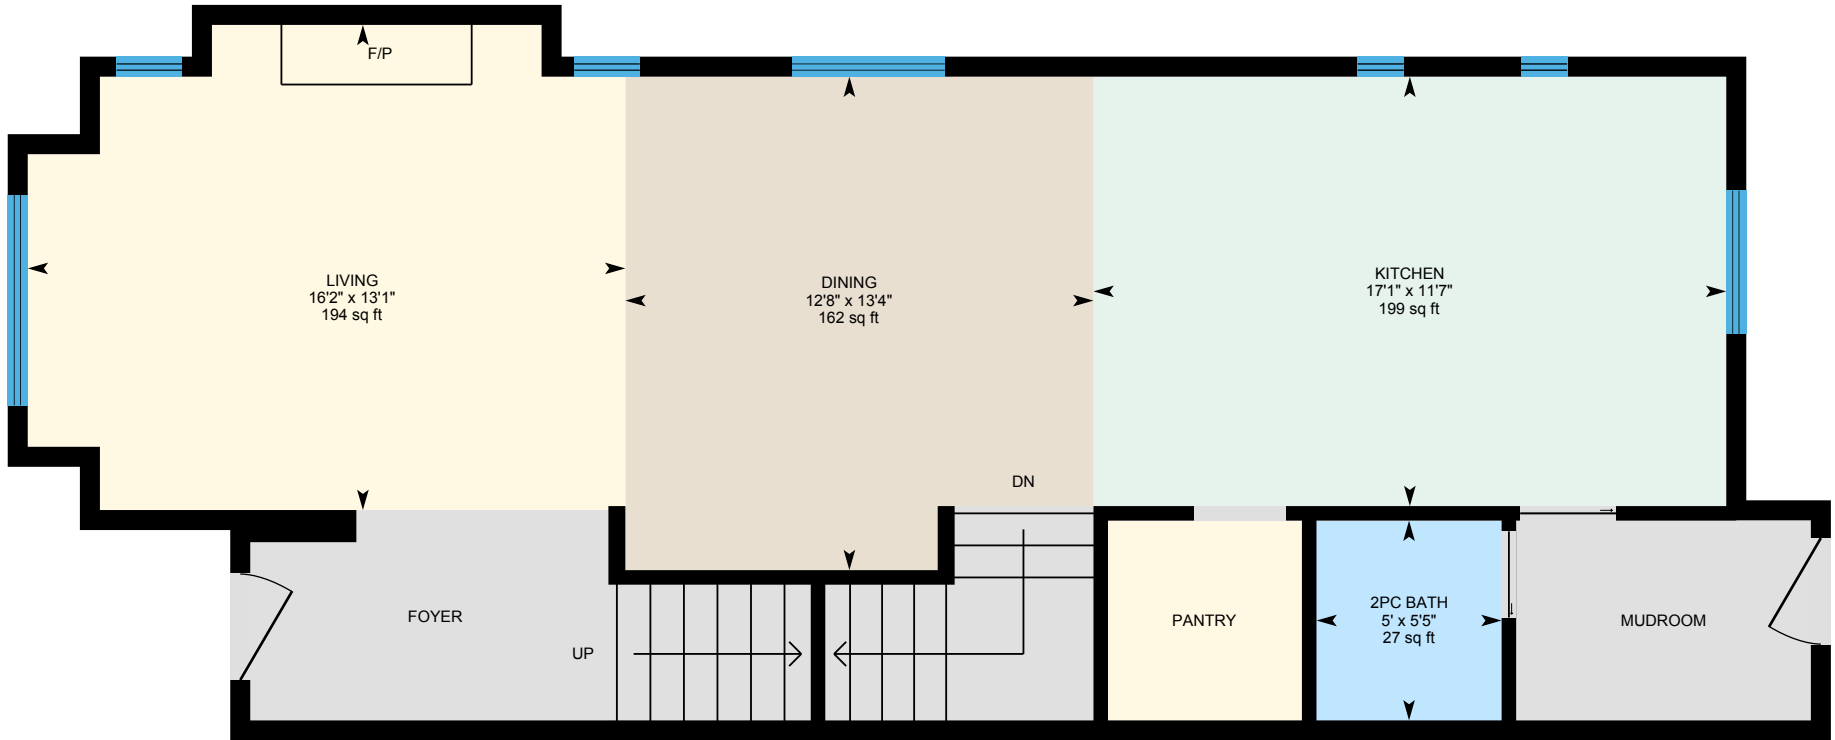 F/P
LIVING
16'2" x 13'1"
194 sq ft
DINING
12'8" x 13'4"
162 sq ft
KITCHEN
17'1" x 11'7"
199 sq ft
DN
FOYER
UP
PANTRY
2PC BATH
5' x 5'5"
27 sq ft
MUDROOM